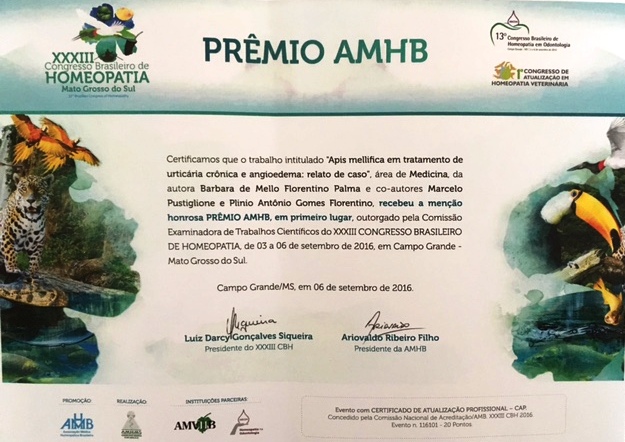 XXXIII
Congresso Brasileiro de
HOMEOPATIA
Mato Grosso do Sul
PRÊMIO AMHB
13º Congresso Brasileiro de
Homeopatia em Odontologia
1º CONGRESSO DE
ATUALIZAÇÃO EM
HOMEOPATIA VETERINÁRIA
Certificamos que o trabalho intitulado "Apis mellifica em tratamento de
urticária crônica e angioedema: relato de caso", área de Medicina, da
autora Barbara de Mello Florentino Palma e co-autores Marcelo
Pustiglione e Plinio Antônio Gomes Florentino, recebeu a menção
honrosa PRÊMIO AMHB, em primeiro lugar, outorgado pela Comissão
Examinadora de Trabalhos Científicos do XXXIII CONGRESSO BRASILEIRO
DE HOMEOPATIA, de 03 a 06 de setembro de 2016, em Campo Grande -
Mato Grosso do Sul.
Campo Grande/MS, em 06 de setembro de 2016.
Luiz Darcy Gonçalves Siqueira
Presidente do XXXIII CBH
Ariovaldo Ribeiro Filho
Presidente da AMHB
PROMOÇÃO
REALIZAÇÃO
INSTITUIÇÕES PARCEIRAS:
AMHB
AMVHB
Homeopatia na
Odontologia
Evento com CERTIFICADO DE ATUALIZAÇÃO PROFISSIONAL – CAP.
Concedido pela Comissão Nacional de Acreditação/AMB. XXXIII CBH 2016.
Evento n. 116101 - 20 Pontos